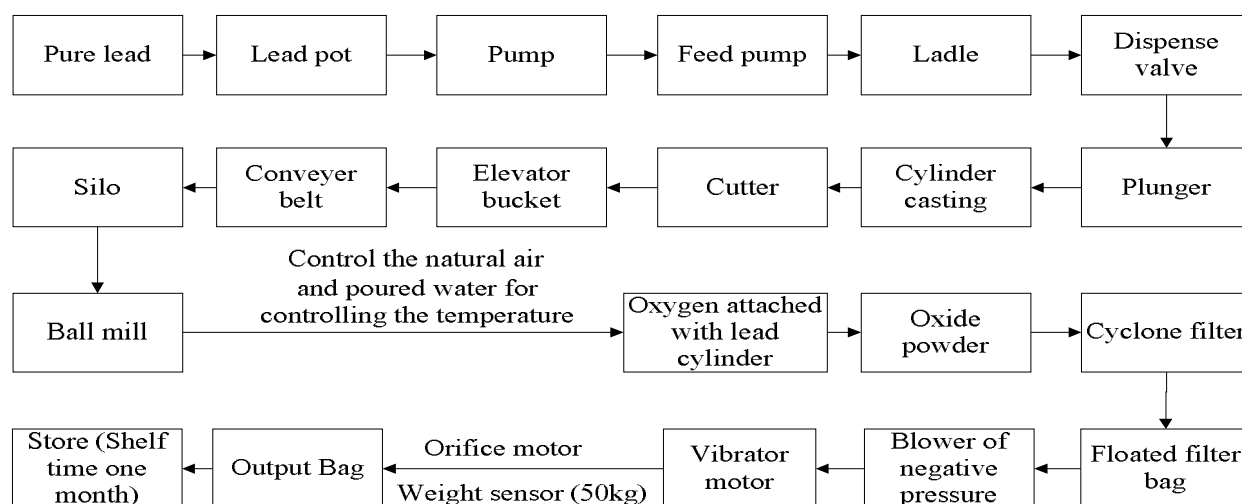 Pure lead
Lead pot
Pump
Feed pump
Ladle
Dispense
valve
Silo
Conveyer
belt
Elevator
bucket
Cutter
Cylinder
casting
Plunger
Control the natural air
and poured water for
controlling the temperature
Ball mill
Oxygen attached
with lead
cylinder
Oxide
powder
Cyclone filter
Store (Shelf
time one
month)
Output Bag
Orifice motor
Weight sensor (50kg)
Vibrator
motor
Blower of
negative
pressure
Floated filter
bag